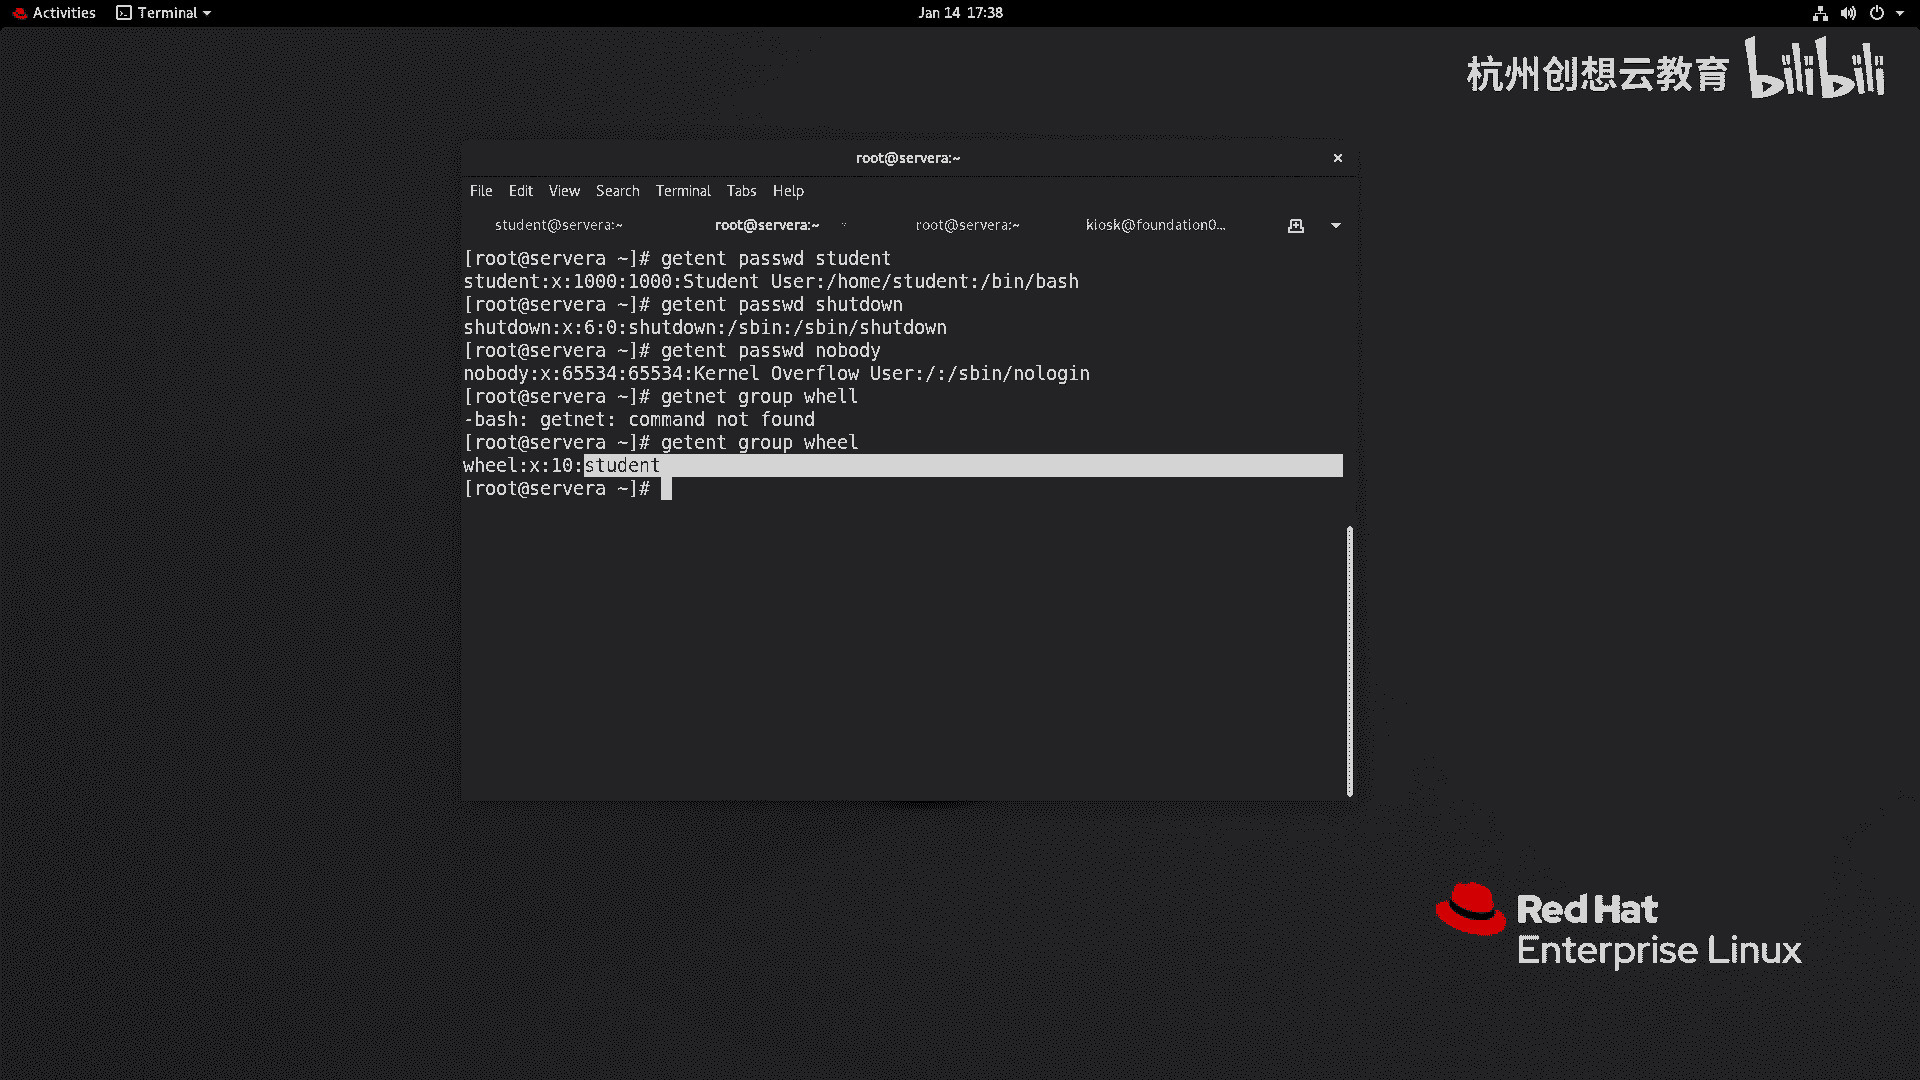 Activities Terminal Jan 14 17:38
杭州创想云教育 bilibili
root@servera:~
File Edit View Search Terminal Tabs Help
student@servera:~ root@servera:~ root@servera:~ kiosk@foundation0...
[root@servera ~]# getent passwd student
student:x:1000:1000:Student User:/home/student:/bin/bash
[root@servera ~]# getent passwd shutdown
shutdown:x:6:0:shutdown:/sbin:/sbin/shutdown
[root@servera ~]# getent passwd nobody
nobody:x:65534:65534:Kernel Overflow User:/:/sbin/nologin
[root@servera ~]# getnet group whell
-bash: getnet: command not found
[root@servera ~]# getent group wheel
wheel:x:10:student
[root@servera ~]#
Red Hat
Enterprise Linux